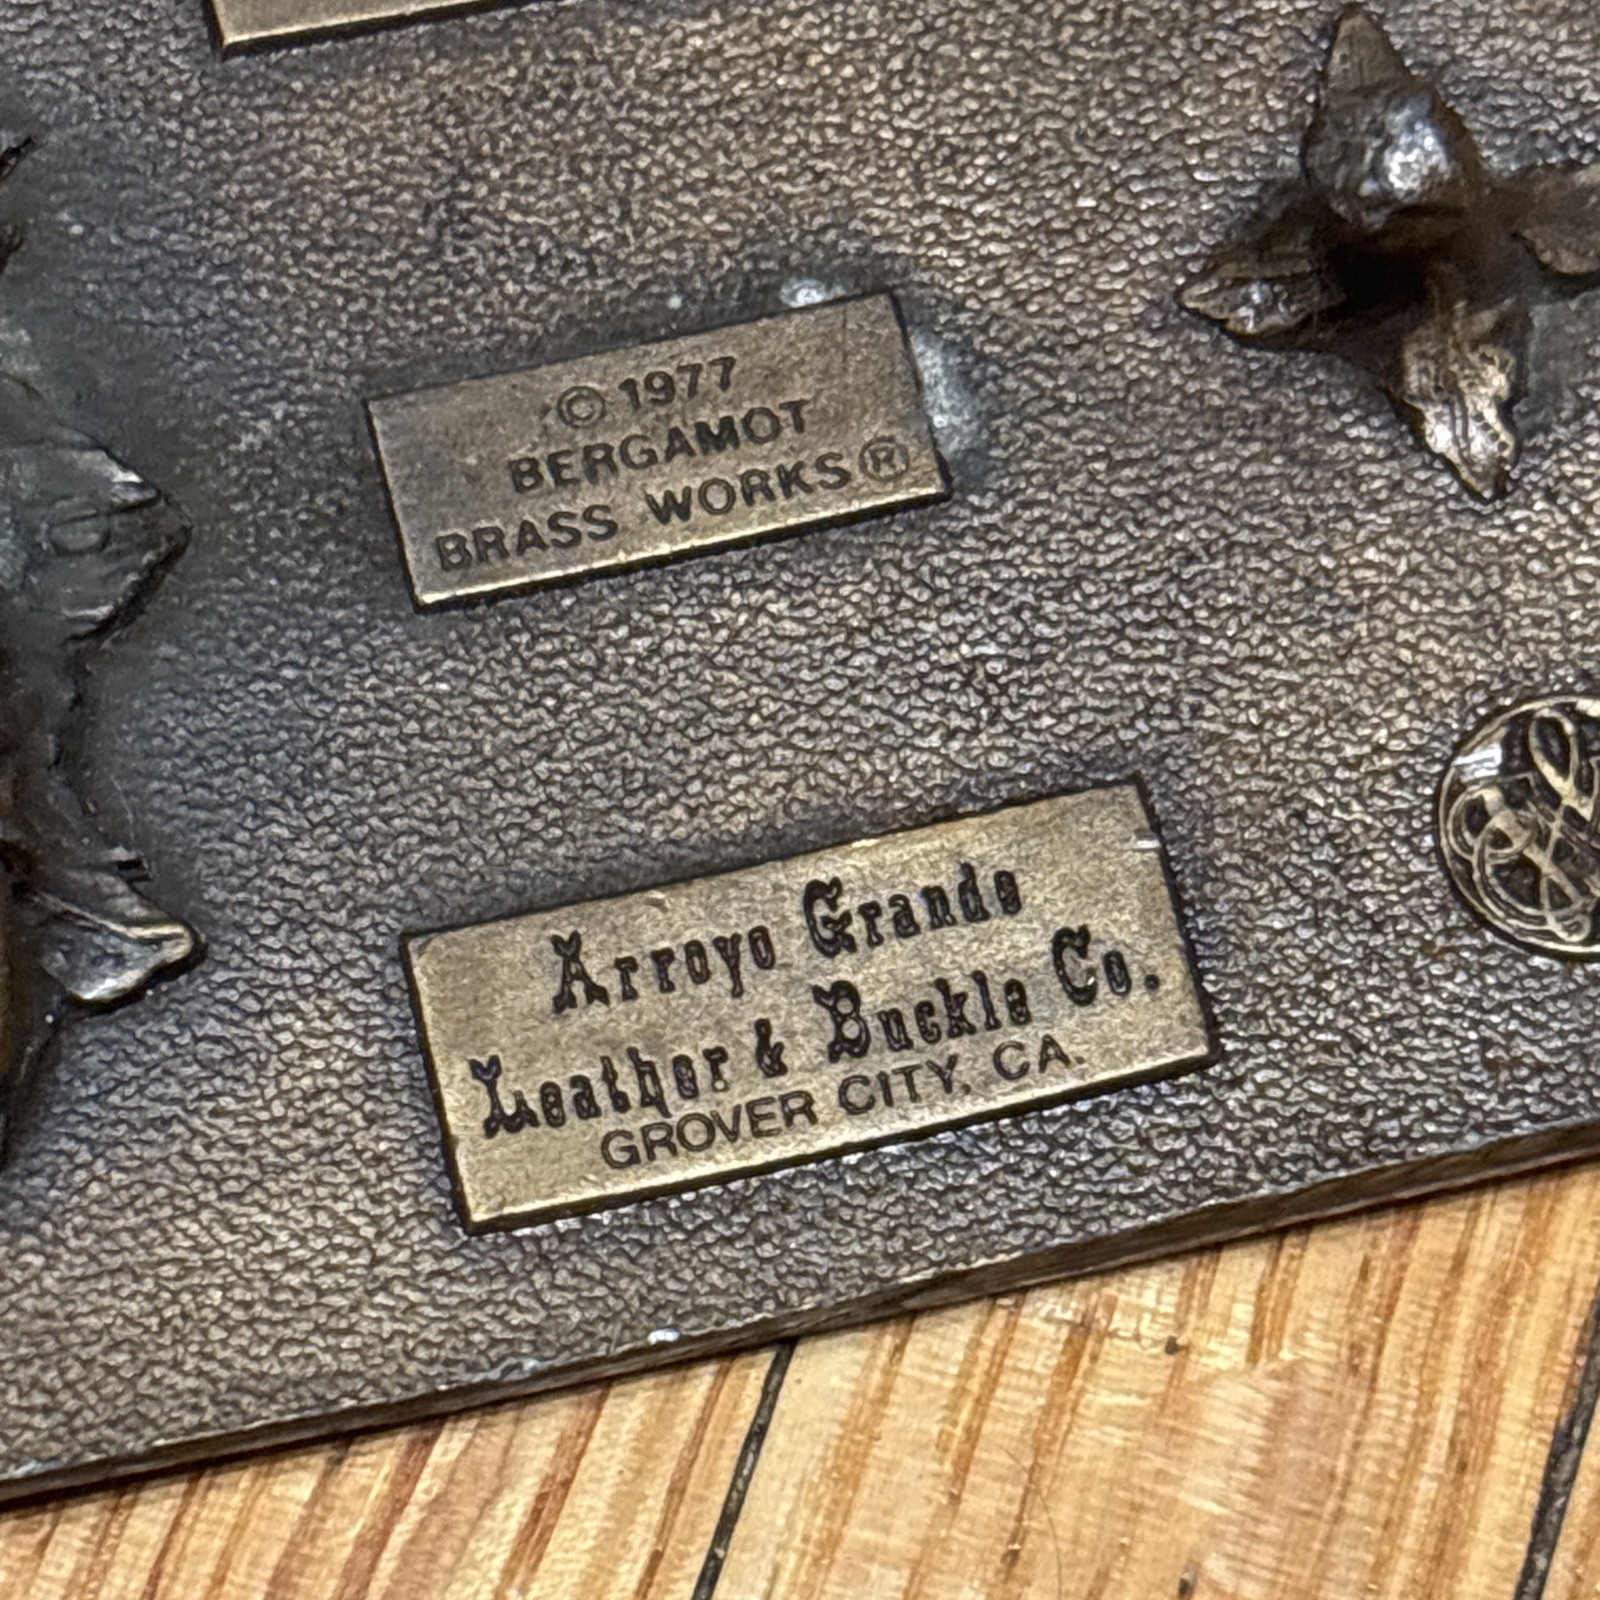 © 1977
BERGAMOT
BRASS WORKS ®
Arroyo Grande
Leather & Buckle Co.
GROVER CITY, CA.